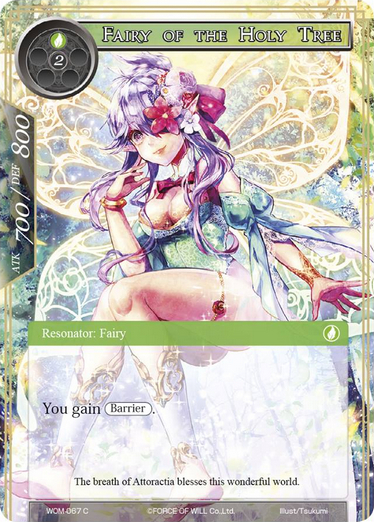 Fairy of the Holy Tree
2
ATK 700 / DEF 800
Resonator: Fairy
You gain Barrier.
The breath of Attoractia blesses this wonderful world.
WOM-067 C ©FORCE OF WILL Co.,Ltd. Illust/Tsukumi